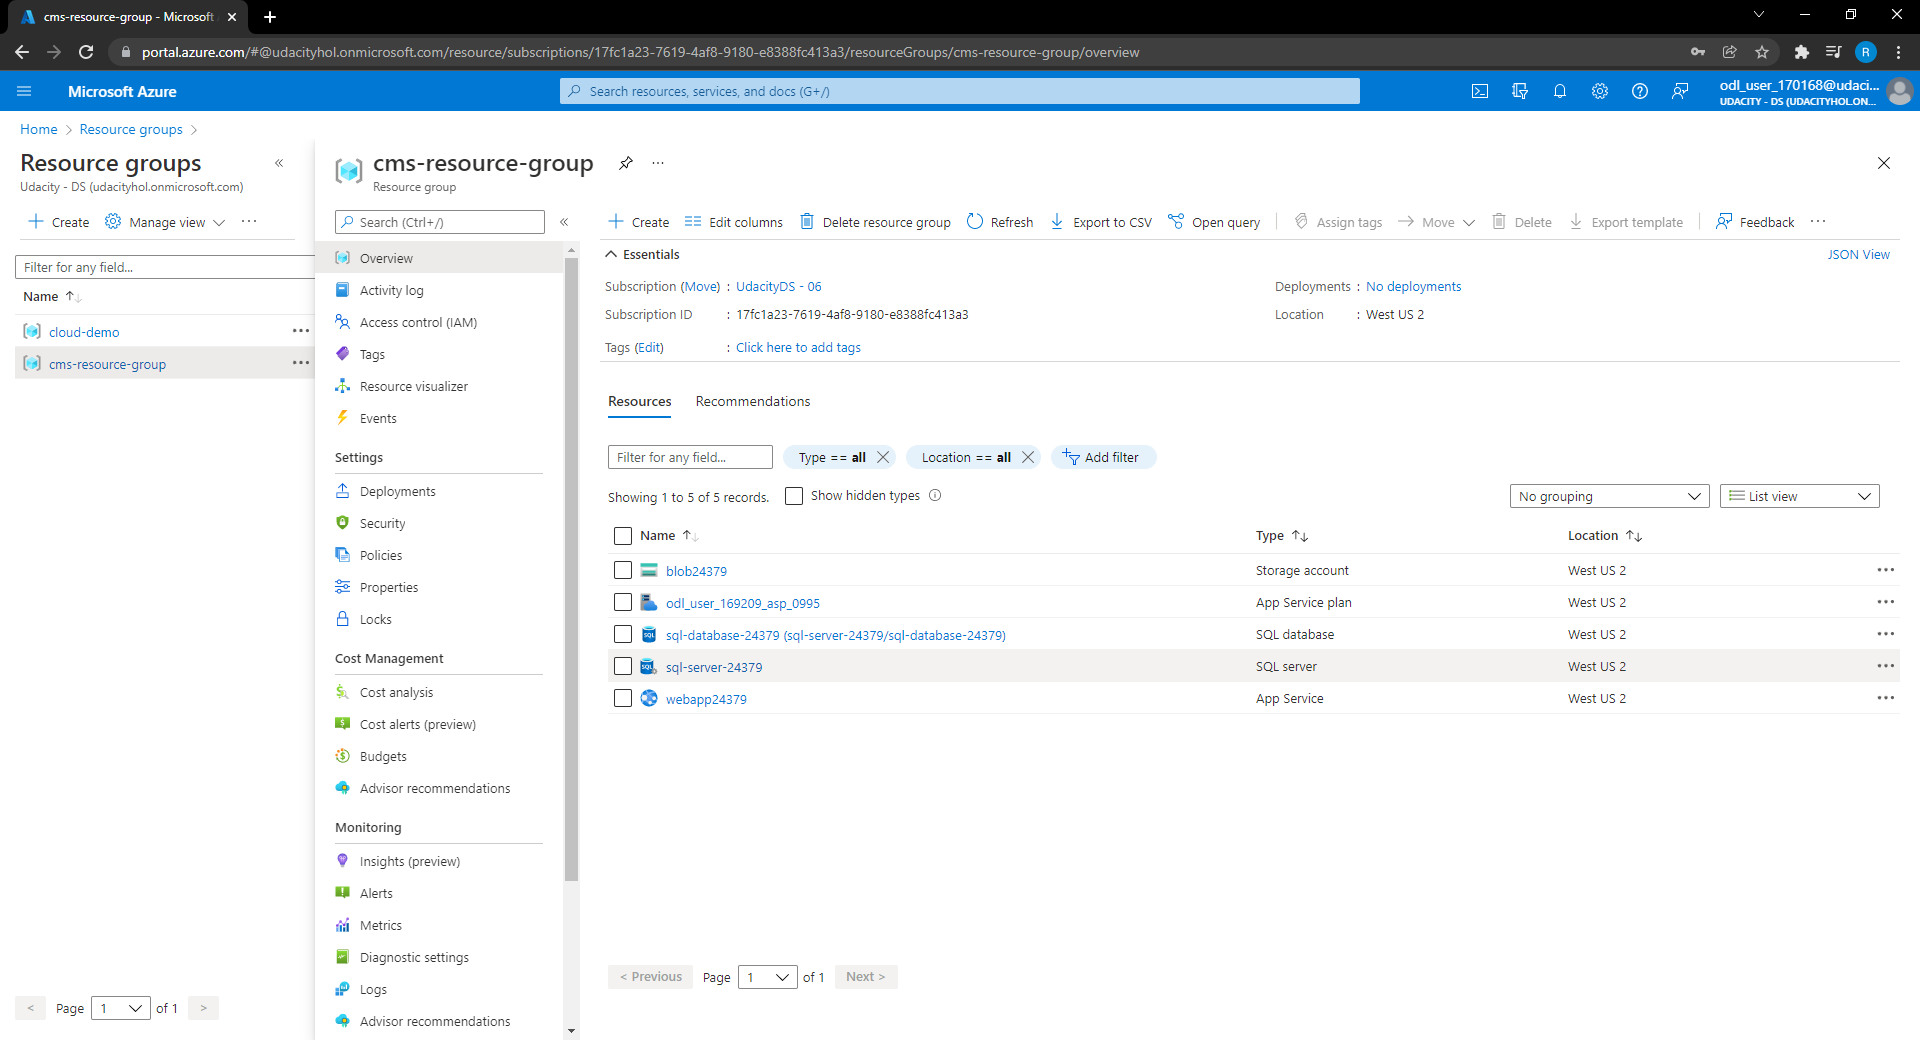 cms-resource-group - Microsoft
portal.azure.com/#@udacityhol.onmicrosoft.com/resource/subscriptions/17fc1a23-7619-4af8-9180-e8388fc413a3/resourceGroups/cms-resource-group/overview
R
Microsoft Azure
Search resources, services, and docs (G+/)
odl_user_170168@udaci...
UDACITY - DS (UDACITYHOL.ON...
Home > Resource groups >
Resource groups
Udacity - DS (udacityhol.onmicrosoft.com)
Create
Manage view
Filter for any field...
Name
cloud-demo
cms-resource-group
< Page 1 of 1 >
cms-resource-group
Resource group
Search (Ctrl+/)
Overview
Activity log
Access control (IAM)
Tags
Resource visualizer
Events
Settings
Deployments
Security
Policies
Properties
Locks
Cost Management
Cost analysis
Cost alerts (preview)
Budgets
Advisor recommendations
Monitoring
Insights (preview)
Alerts
Metrics
Diagnostic settings
Logs
Advisor recommendations
Create Edit columns Delete resource group Refresh Export to CSV Open query Assign tags Move Delete Export template Feedback
Essentials
JSON View
Subscription (Move) : UdacityDS - 06
Deployments : No deployments
Subscription ID : 17fc1a23-7619-4af8-9180-e8388fc413a3
Location : West US 2
Tags (Edit) : Click here to add tags
Resources Recommendations
Filter for any field... Type == all Location == all Add filter
Showing 1 to 5 of 5 records. Show hidden types
No grouping List view
Name Type Location
blob24379 Storage account West US 2
odl_user_169209_asp_0995 App Service plan West US 2
sql-database-24379 (sql-server-24379/sql-database-24379) SQL database West US 2
sql-server-24379 SQL server West US 2
webapp24379 App Service West US 2
< Previous Page 1 of 1 Next >